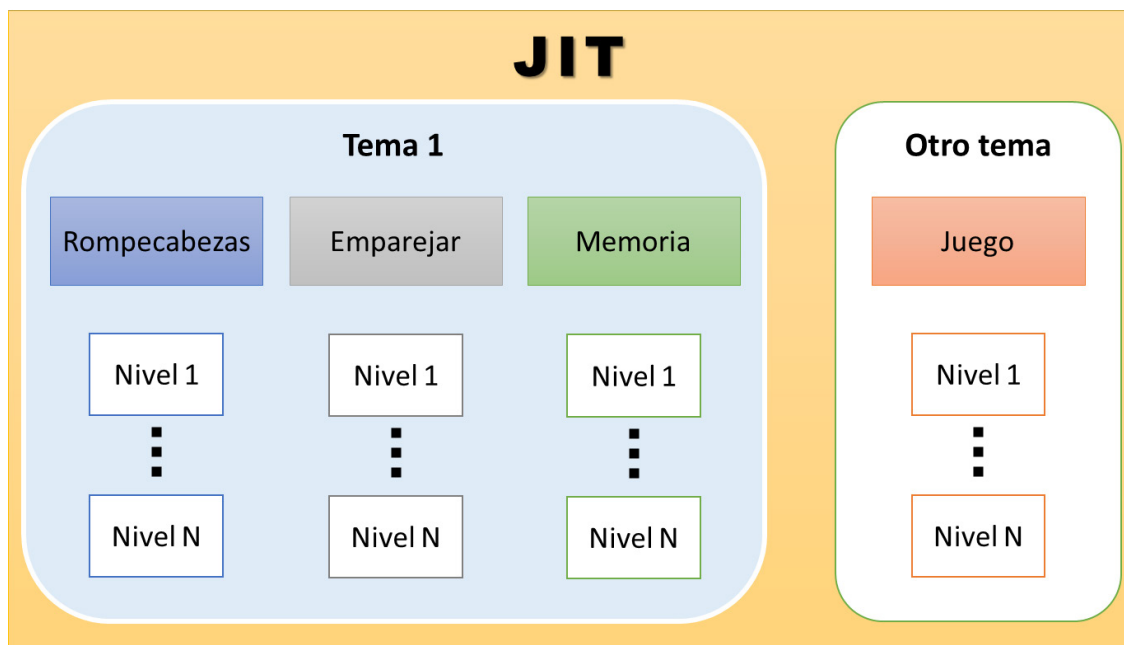 JIT
Tema 1
Rompecabezas
Emparejar
Memoria
Nivel 1
Nivel 1
Nivel 1
Nivel N
Nivel N
Nivel N
Otro tema
Juego
Nivel 1
Nivel N